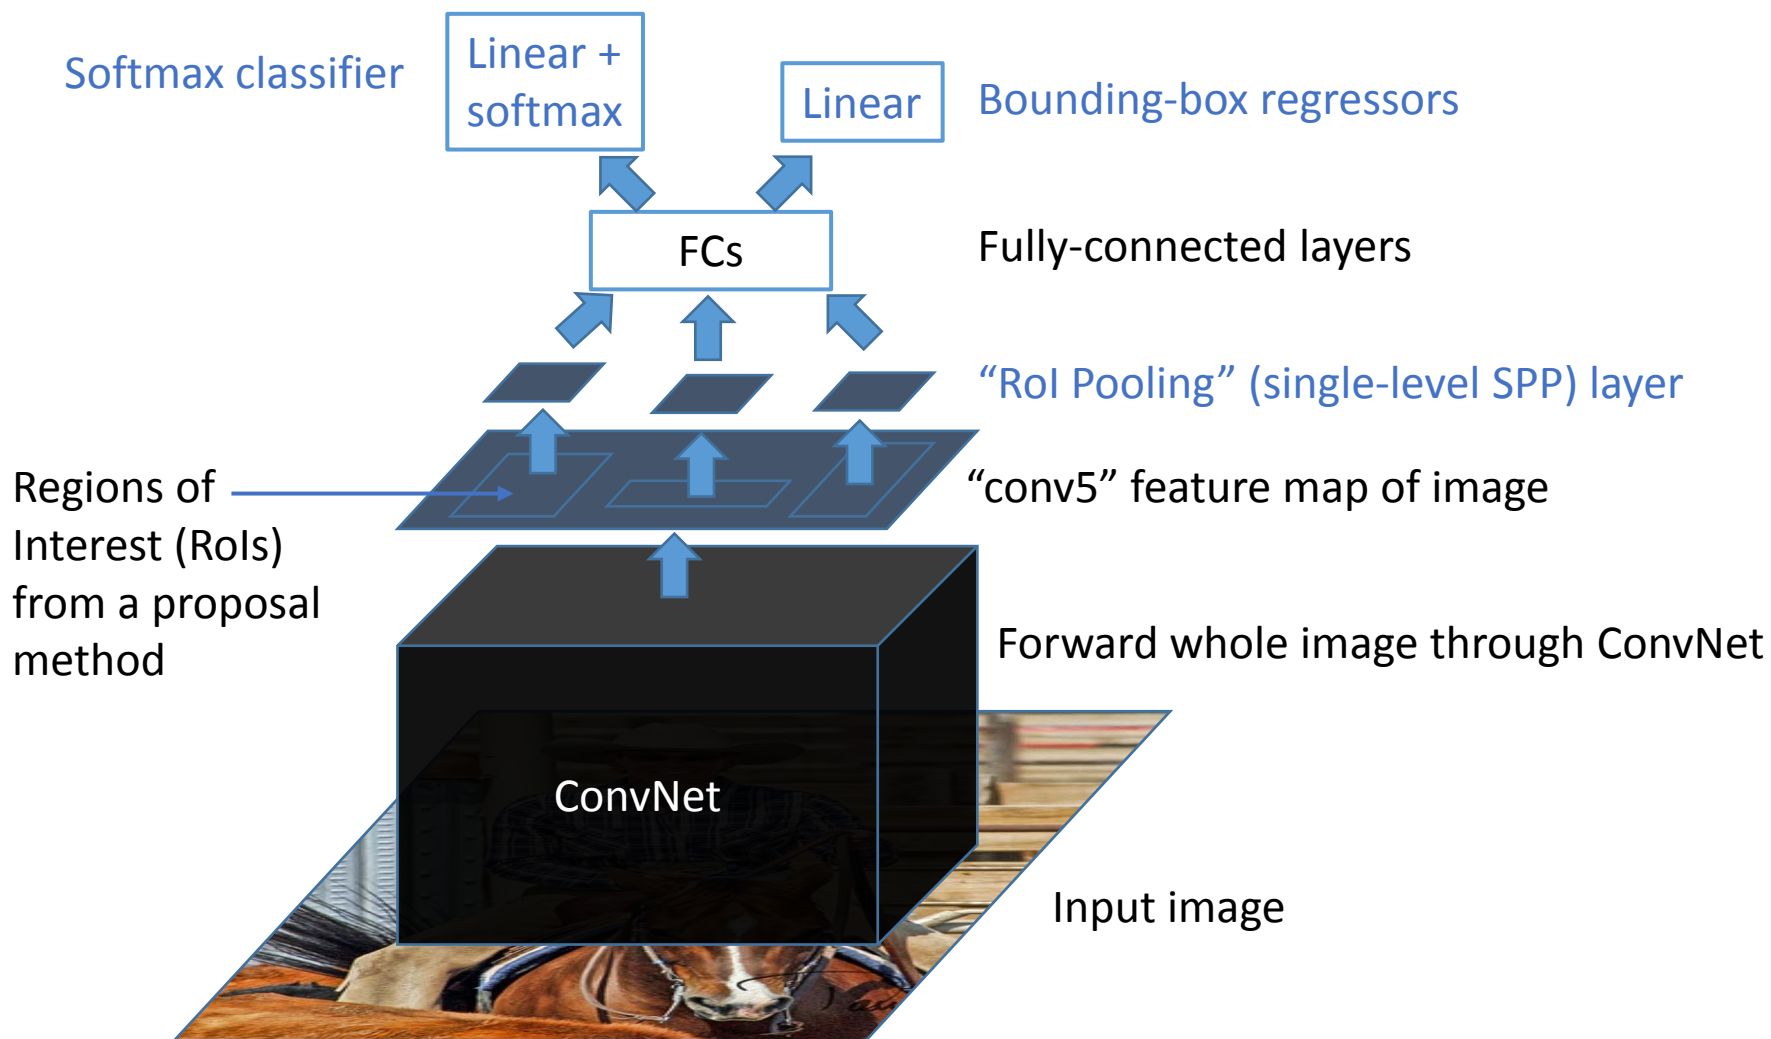 Softmax classifier
Linear +
softmax
Linear
Bounding-box regressors
FCs
Fully-connected layers
“RoI Pooling” (single-level SPP) layer
Regions of
Interest (RoIs)
from a proposal
method
“conv5” feature map of image
Forward whole image through ConvNet
ConvNet
Input image